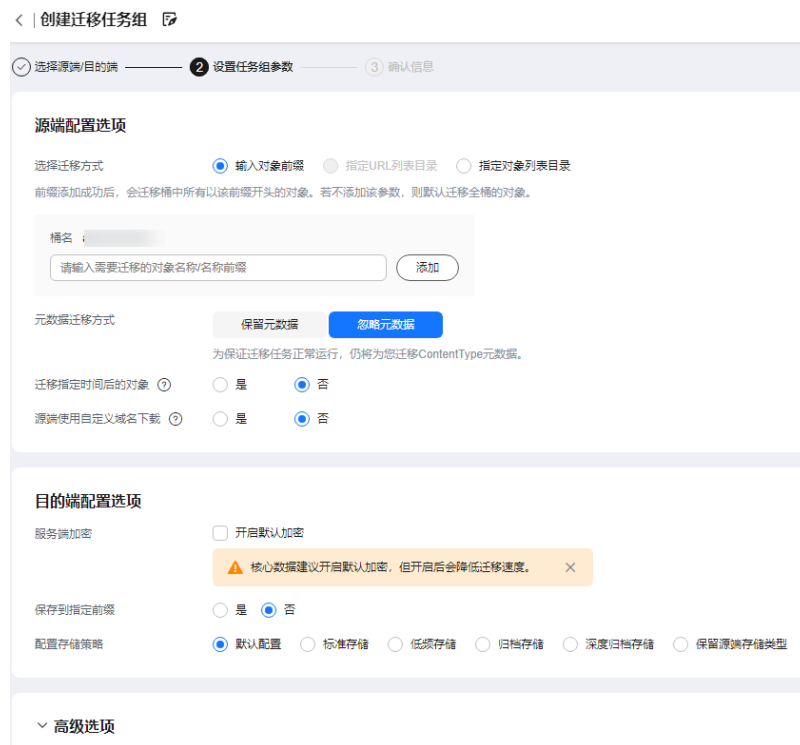 创建迁移任务组
选择源端/目的端 2 设置任务组参数 3 确认信息
源端配置选项
选择迁移方式 输入对象前缀 指定URL列表目录 指定对象列表目录
前缀添加成功后，会迁移桶中所有以该前缀开头的对象。若不添加该参数，则默认迁移全桶的对象。
桶名
请输入需要迁移的对象名称/名称前缀 添加
元数据迁移方式 保留元数据 忽略元数据
为保证迁移任务正常运行，仍将为您迁移ContentType元数据。
迁移指定时间后的对象 ? 是 否
源端使用自定义域名下载 ? 是 否
目的端配置选项
服务端加密 开启默认加密
核心数据建议开启默认加密，但开启后会降低迁移速度。
保存到指定前缀 是 否
配置存储策略 默认配置 标准存储 低频存储 归档存储 深度归档存储 保留源端存储类型
高级选项